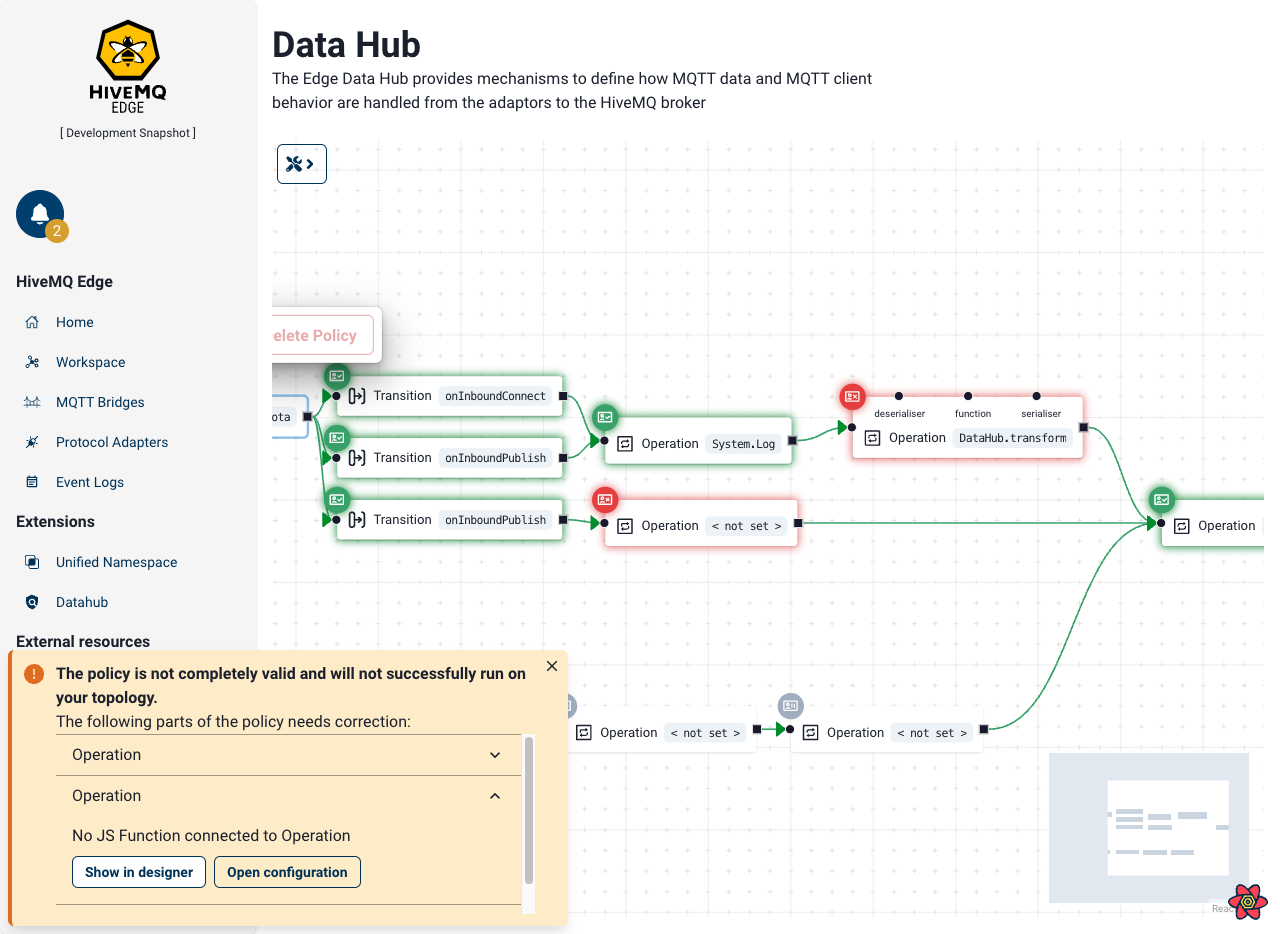 HIVEMQ
EDGE
[ Development Snapshot ]
2
HiveMQ Edge
Home
Workspace
MQTT Bridges
Protocol Adapters
Event Logs
Extensions
Unified Namespace
Datahub
External resources
Data Hub
The Edge Data Hub provides mechanisms to define how MQTT data and MQTT client
behavior are handled from the adaptors to the HiveMQ broker
elete Policy
ota
Transition onInboundConnect
Transition onInboundPublish
Transition onInboundPublish
Operation System.Log
Operation < not set >
deserialiser function serialiser
Operation DataHub.transform
Operation
Operation < not set >
Operation < not set >
The policy is not completely valid and will not successfully run on
your topology.
The following parts of the policy needs correction:
Operation
Operation
No JS Function connected to Operation
Show in designer Open configuration